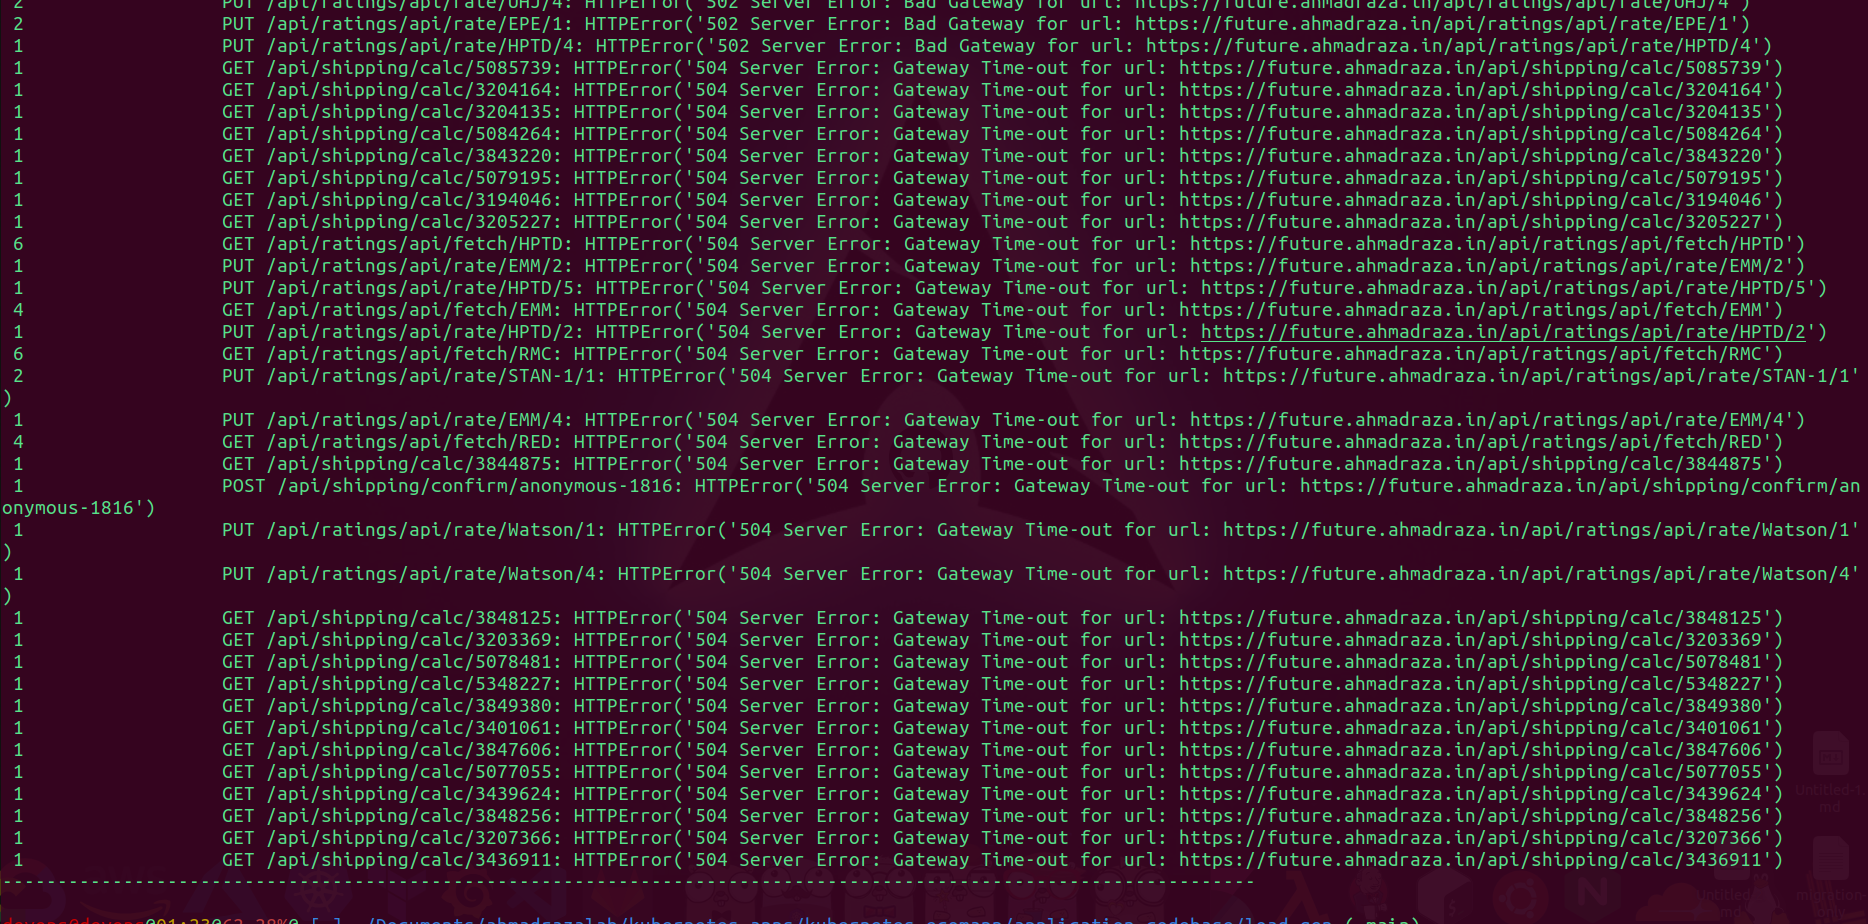 2 PUT /api/ratings/api/rate/UHJ/4: HTTPError('502 Server Error: Bad Gateway for url: https://future.ahmadraza.in/api/ratings/api/rate/UHJ/4')
2 PUT /api/ratings/api/rate/EPE/1: HTTPError('502 Server Error: Bad Gateway for url: https://future.ahmadraza.in/api/ratings/api/rate/EPE/1')
1 PUT /api/ratings/api/rate/HPTD/4: HTTPError('502 Server Error: Bad Gateway for url: https://future.ahmadraza.in/api/ratings/api/rate/HPTD/4')
1 GET /api/shipping/calc/5085739: HTTPError('504 Server Error: Gateway Time-out for url: https://future.ahmadraza.in/api/shipping/calc/5085739')
1 GET /api/shipping/calc/3204164: HTTPError('504 Server Error: Gateway Time-out for url: https://future.ahmadraza.in/api/shipping/calc/3204164')
1 GET /api/shipping/calc/3204135: HTTPError('504 Server Error: Gateway Time-out for url: https://future.ahmadraza.in/api/shipping/calc/3204135')
1 GET /api/shipping/calc/5084264: HTTPError('504 Server Error: Gateway Time-out for url: https://future.ahmadraza.in/api/shipping/calc/5084264')
1 GET /api/shipping/calc/3843220: HTTPError('504 Server Error: Gateway Time-out for url: https://future.ahmadraza.in/api/shipping/calc/3843220')
1 GET /api/shipping/calc/5079195: HTTPError('504 Server Error: Gateway Time-out for url: https://future.ahmadraza.in/api/shipping/calc/5079195')
1 GET /api/shipping/calc/3194046: HTTPError('504 Server Error: Gateway Time-out for url: https://future.ahmadraza.in/api/shipping/calc/3194046')
1 GET /api/shipping/calc/3205227: HTTPError('504 Server Error: Gateway Time-out for url: https://future.ahmadraza.in/api/shipping/calc/3205227')
6 GET /api/ratings/api/fetch/HPTD: HTTPError('504 Server Error: Gateway Time-out for url: https://future.ahmadraza.in/api/ratings/api/fetch/HPTD')
1 PUT /api/ratings/api/rate/EMM/2: HTTPError('504 Server Error: Gateway Time-out for url: https://future.ahmadraza.in/api/ratings/api/rate/EMM/2')
1 PUT /api/ratings/api/rate/HPTD/5: HTTPError('504 Server Error: Gateway Time-out for url: https://future.ahmadraza.in/api/ratings/api/rate/HPTD/5')
4 GET /api/ratings/api/fetch/EMM: HTTPError('504 Server Error: Gateway Time-out for url: https://future.ahmadraza.in/api/ratings/api/fetch/EMM')
1 PUT /api/ratings/api/rate/HPTD/2: HTTPError('504 Server Error: Gateway Time-out for url: https://future.ahmadraza.in/api/ratings/api/rate/HPTD/2')
6 GET /api/ratings/api/fetch/RMC: HTTPError('504 Server Error: Gateway Time-out for url: https://future.ahmadraza.in/api/ratings/api/fetch/RMC')
2 PUT /api/ratings/api/rate/STAN-1/1: HTTPError('504 Server Error: Gateway Time-out for url: https://future.ahmadraza.in/api/ratings/api/rate/STAN-1/1'
)
1 PUT /api/ratings/api/rate/EMM/4: HTTPError('504 Server Error: Gateway Time-out for url: https://future.ahmadraza.in/api/ratings/api/rate/EMM/4')
4 GET /api/ratings/api/fetch/RED: HTTPError('504 Server Error: Gateway Time-out for url: https://future.ahmadraza.in/api/ratings/api/fetch/RED')
1 GET /api/shipping/calc/3844875: HTTPError('504 Server Error: Gateway Time-out for url: https://future.ahmadraza.in/api/shipping/calc/3844875')
1 POST /api/shipping/confirm/anonymous-1816: HTTPError('504 Server Error: Gateway Time-out for url: https://future.ahmadraza.in/api/shipping/confirm/an
onymous-1816')
1 PUT /api/ratings/api/rate/Watson/1: HTTPError('504 Server Error: Gateway Time-out for url: https://future.ahmadraza.in/api/ratings/api/rate/Watson/1'
)
1 PUT /api/ratings/api/rate/Watson/4: HTTPError('504 Server Error: Gateway Time-out for url: https://future.ahmadraza.in/api/ratings/api/rate/Watson/4'
)
1 GET /api/shipping/calc/3848125: HTTPError('504 Server Error: Gateway Time-out for url: https://future.ahmadraza.in/api/shipping/calc/3848125')
1 GET /api/shipping/calc/3203369: HTTPError('504 Server Error: Gateway Time-out for url: https://future.ahmadraza.in/api/shipping/calc/3203369')
1 GET /api/shipping/calc/5078481: HTTPError('504 Server Error: Gateway Time-out for url: https://future.ahmadraza.in/api/shipping/calc/5078481')
1 GET /api/shipping/calc/5348227: HTTPError('504 Server Error: Gateway Time-out for url: https://future.ahmadraza.in/api/shipping/calc/5348227')
1 GET /api/shipping/calc/3849380: HTTPError('504 Server Error: Gateway Time-out for url: https://future.ahmadraza.in/api/shipping/calc/3849380')
1 GET /api/shipping/calc/3401061: HTTPError('504 Server Error: Gateway Time-out for url: https://future.ahmadraza.in/api/shipping/calc/3401061')
1 GET /api/shipping/calc/3847606: HTTPError('504 Server Error: Gateway Time-out for url: https://future.ahmadraza.in/api/shipping/calc/3847606')
1 GET /api/shipping/calc/5077055: HTTPError('504 Server Error: Gateway Time-out for url: https://future.ahmadraza.in/api/shipping/calc/5077055')
1 GET /api/shipping/calc/3439624: HTTPError('504 Server Error: Gateway Time-out for url: https://future.ahmadraza.in/api/shipping/calc/3439624')
1 GET /api/shipping/calc/3848256: HTTPError('504 Server Error: Gateway Time-out for url: https://future.ahmadraza.in/api/shipping/calc/3848256')
1 GET /api/shipping/calc/3207366: HTTPError('504 Server Error: Gateway Time-out for url: https://future.ahmadraza.in/api/shipping/calc/3207366')
1 GET /api/shipping/calc/3436911: HTTPError('504 Server Error: Gateway Time-out for url: https://future.ahmadraza.in/api/shipping/calc/3436911')
Untitled-1.
md